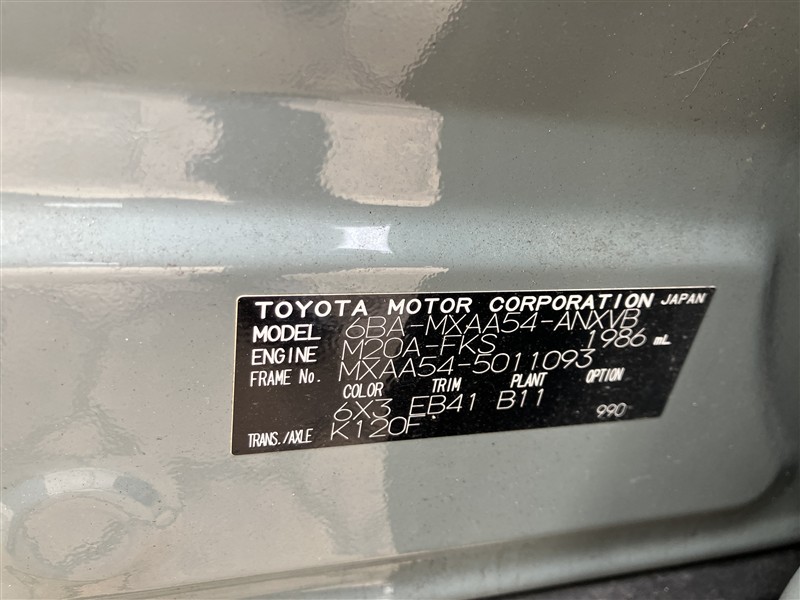 TOYOTA MOTOR CORPORATION JAPAN
MODEL 6BA-MXAA54-ANXVB
ENGINE M20A-FKS 1986 mL
FRAME No. MXAA54-5011093
COLOR TRIM PLANT OPTION
6X3 EB41 B11 990
TRANS./AXLE K120F